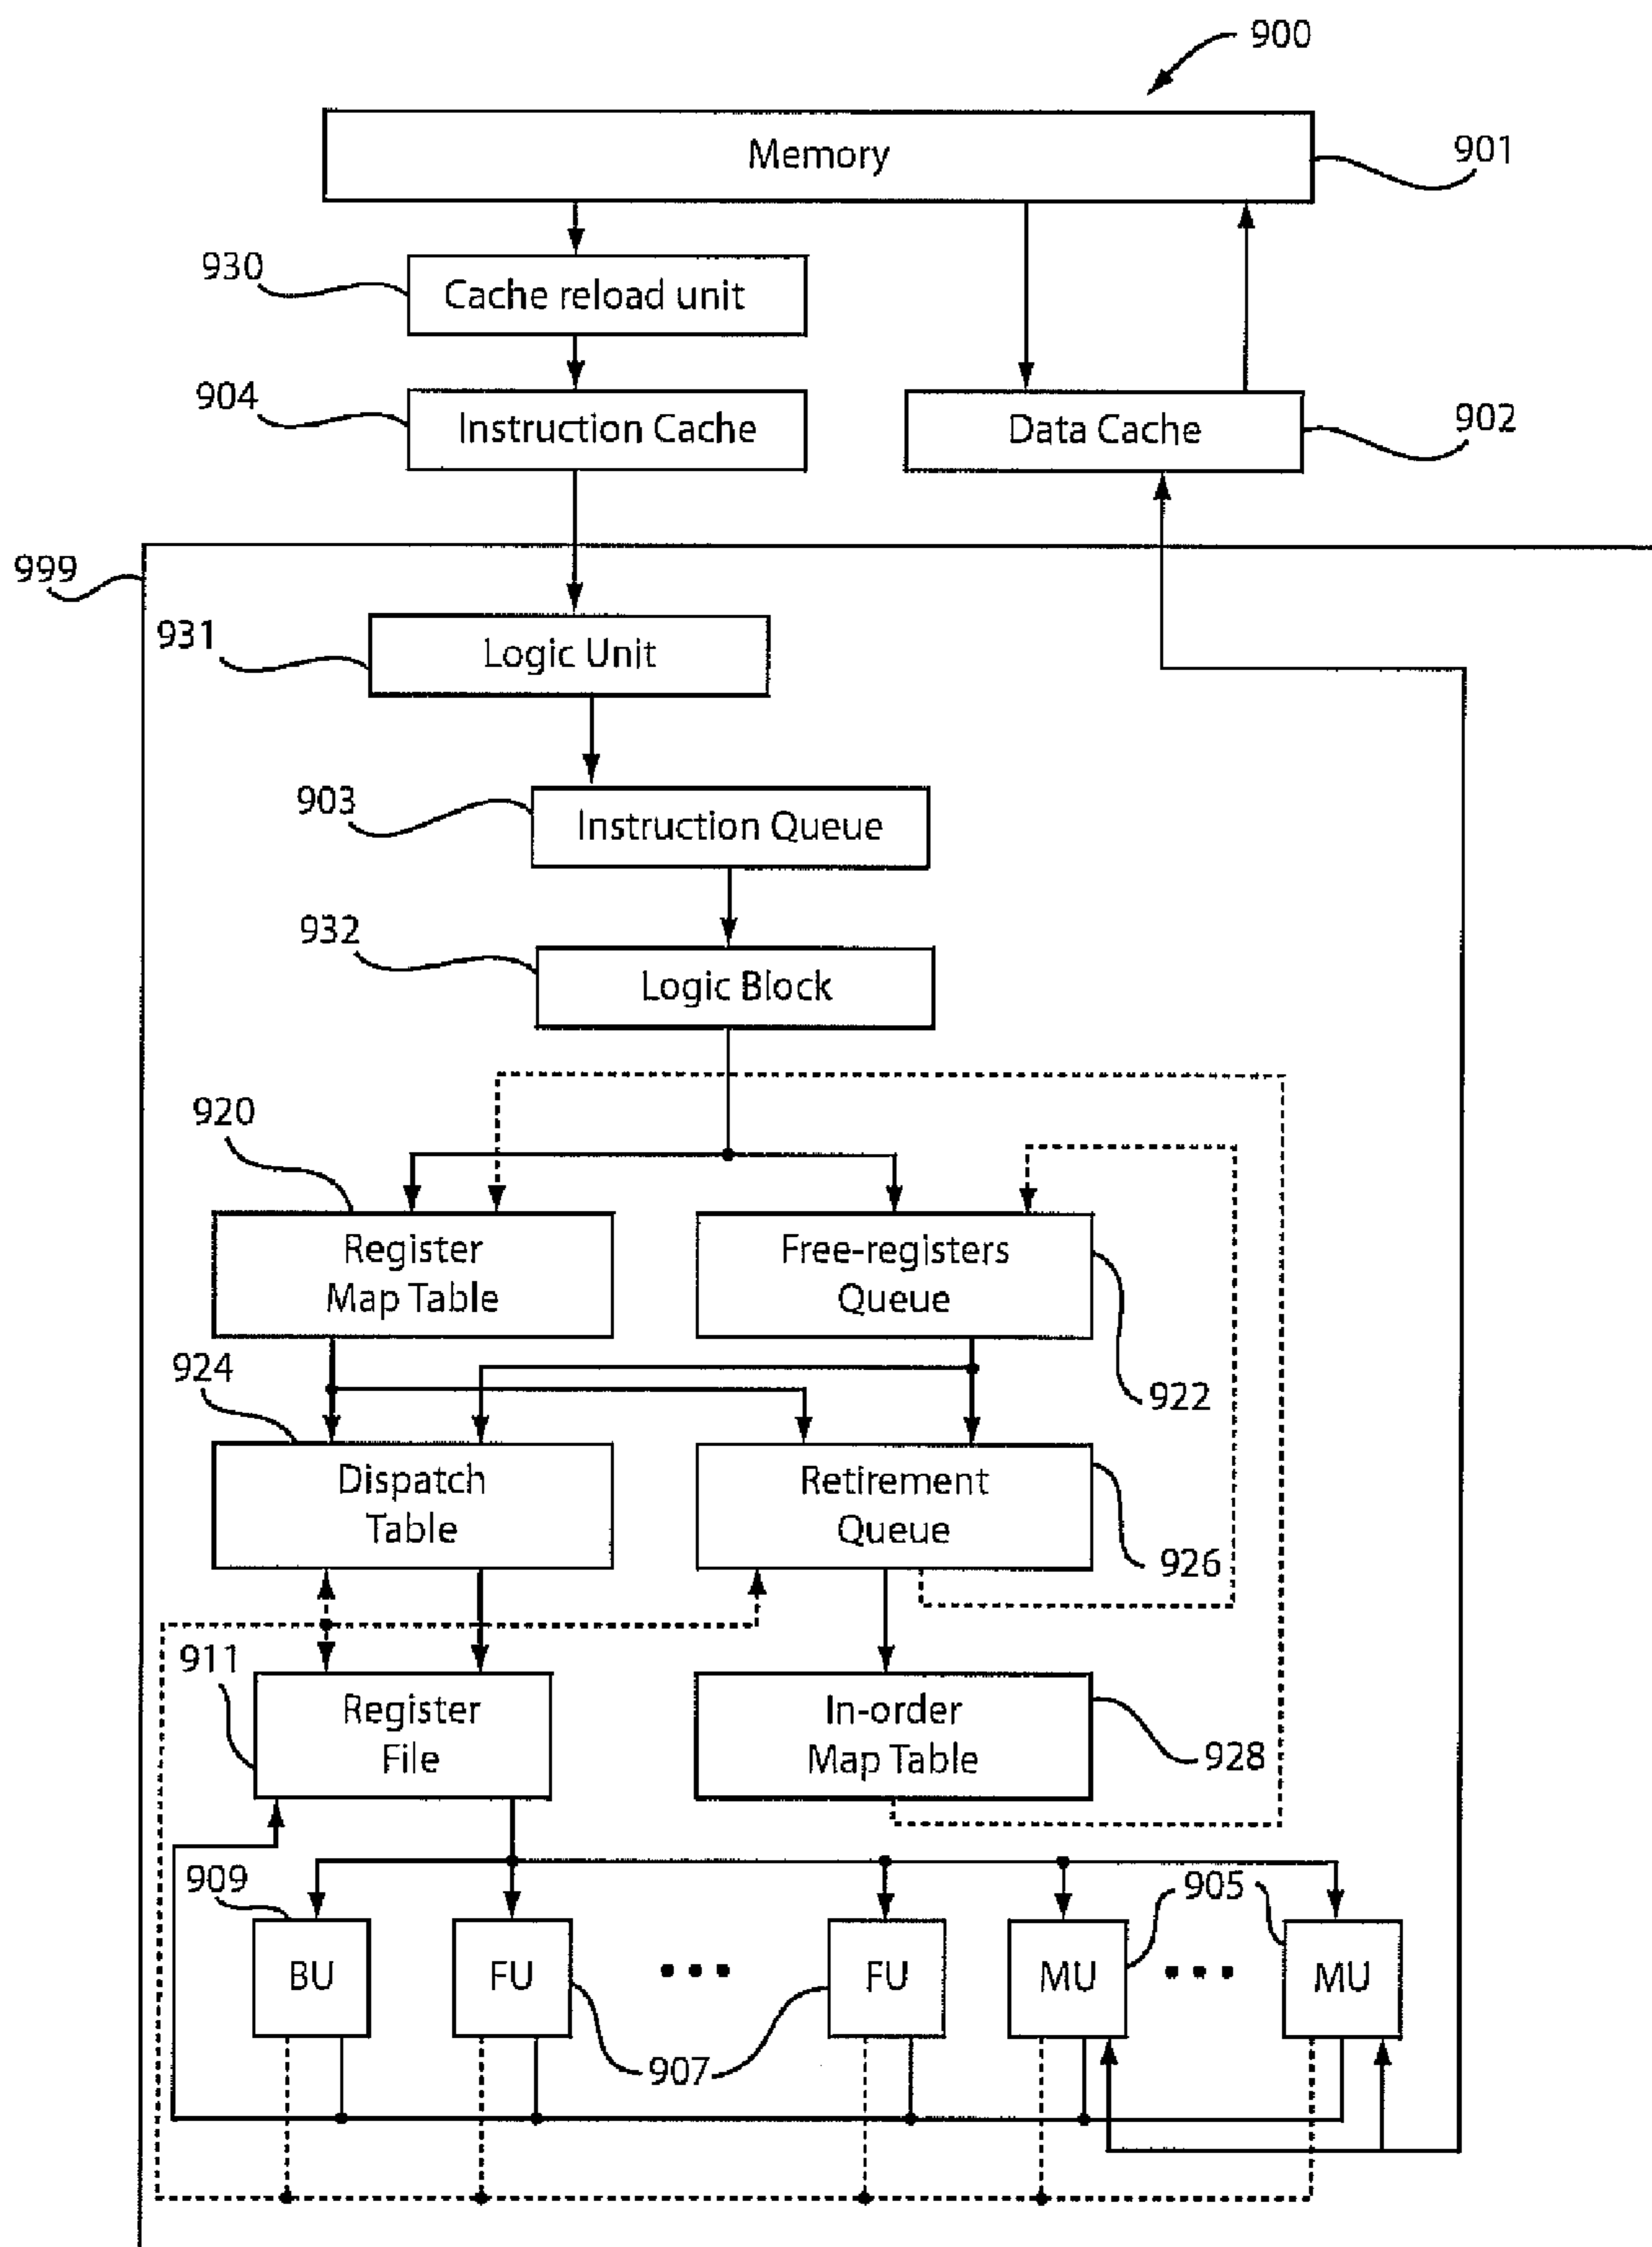 900
Memory
901
930
Cache reload unit
904
Instruction Cache
Data Cache
902
999
931
Logic Unit
903
Instruction Queue
932
Logic Block
920
Register
Map Table
Free-registers
Queue
922
924
Dispatch
Table
Retirement
Queue
926
911
Register
File
In-order
Map Table
928
909
905
BU
FU
FU
MU
MU
907